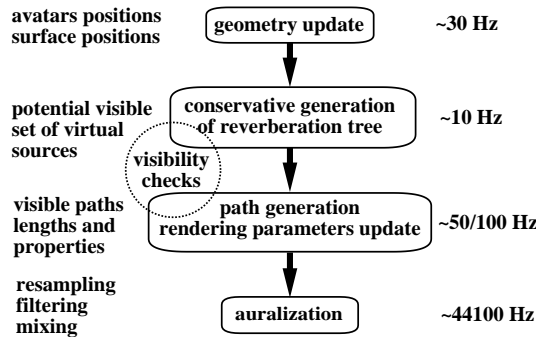 avatars positions
surface positions
geometry update
~30 Hz
potential visible
set of virtual
sources
conservative generation
of reverberation tree
~10 Hz
visibility
checks
visible paths
lengths and
properties
path generation
rendering parameters update
~50/100 Hz
resampling
filtering
mixing
auralization
~44100 Hz